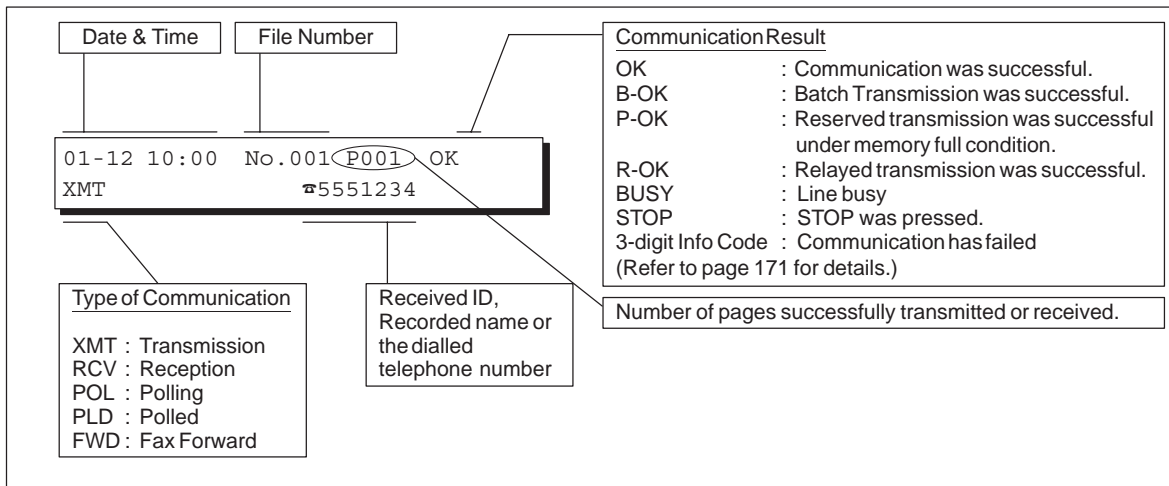 Date & Time
File Number
Communication Result
OK : Communication was successful.
B-OK : Batch Transmission was successful.
P-OK : Reserved transmission was successful
under memory full condition.
R-OK : Relayed transmission was successful.
BUSY : Line busy
STOP : STOP was pressed.
3-digit Info Code : Communication has failed
(Refer to page 171 for details.)
01-12 10:00 No.001 P001 OK
XMT ☎5551234
Type of Communication
XMT : Transmission
RCV : Reception
POL : Polling
PLD : Polled
FWD : Fax Forward
Received ID,
Recorded name or
the dialled
telephone number
Number of pages successfully transmitted or received.